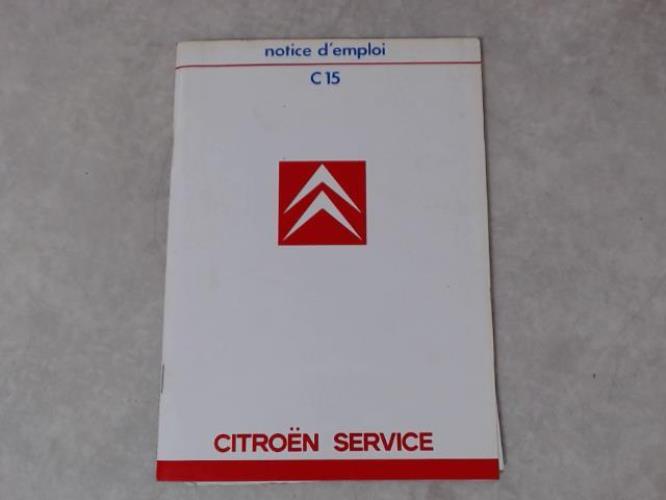 notice d'emploi
C 15
CITROËN SERVICE